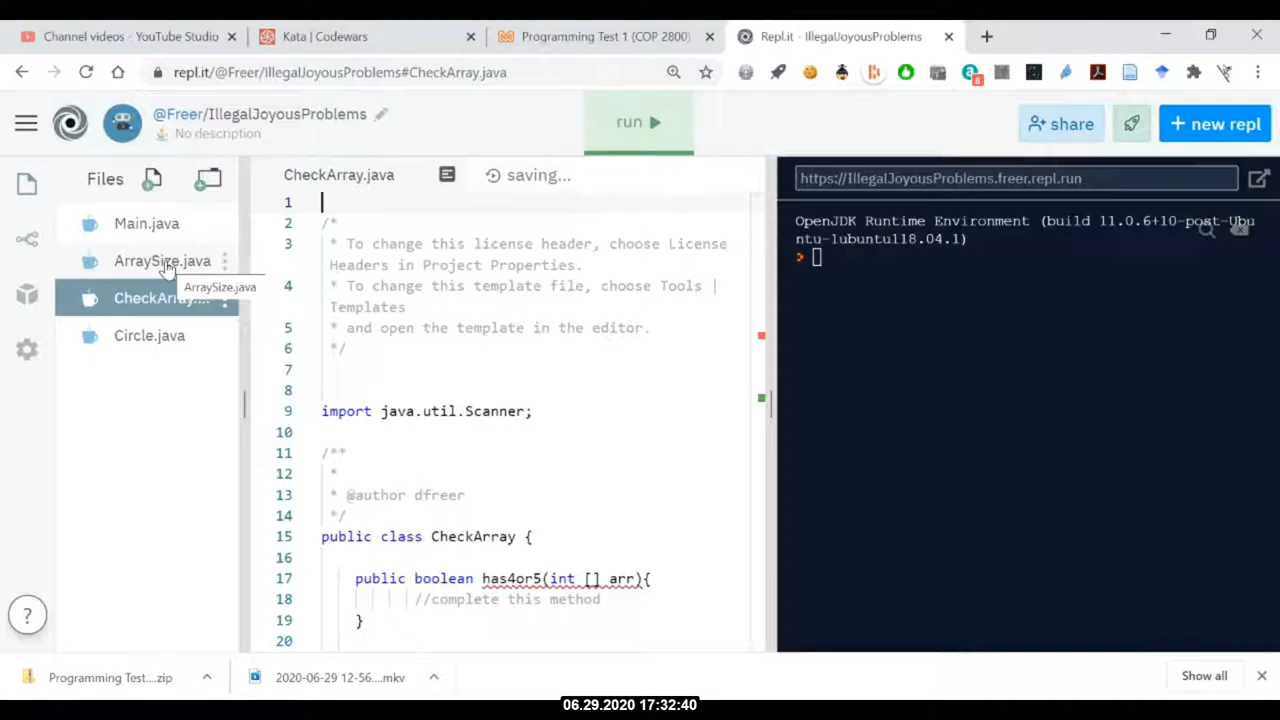 Channel videos - YouTube Studio
Kata | Codewars
Programming Test 1 (COP 2800)
Repl.it - IllegalJoyousProblems
repl.it/@Freer/IllegalJoyousProblems#CheckArray.java
8
@Freer/IllegalJoyousProblems
No description
run
share
+ new repl
Files
CheckArray.java
saving...
https://IllegalJoyousProblems.freer.repl.run
Main.java
ArraySize.java
ArraySize.java
CheckArray....
Circle.java
1
2 /*
3 * To change this license header, choose License
Headers in Project Properties.
4 * To change this template file, choose Tools |
Templates
5 * and open the template in the editor.
6 */
7
8
9 import java.util.Scanner;
10
11 /**
12 *
13 * @author dfreer
14 */
15 public class CheckArray {
16
17 public boolean has4or5(int [] arr){
18 //complete this method
19 }
20
OpenJDK Runtime Environment (build 11.0.6+10-post-Ubu
ntu-1ubuntu118.04.1)
>
?
Programming Test....zip
2020-06-29 12-56....mkv
Show all
06.29.2020 17:32:40